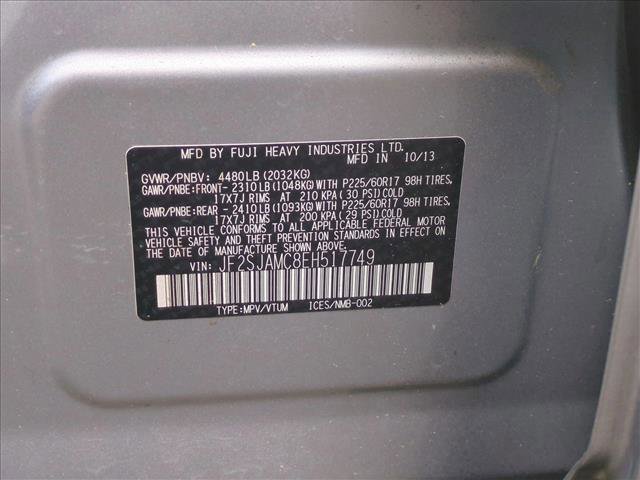 MFD BY FUJI HEAVY INDUSTRIES LTD.
MFD IN 10/13
GVWR/PNBV: 4480LB(2032KG)
GAWR/PNBE:FRONT- 2310LB(1048KG)WITH P225/60R17 98H TIRES,
17X7J RIMS AT 210 KPA(30 PSI)COLD
GAWR/PNBE:REAR - 2410LB(1093KG)WITH P225/60R17 98H TIRES,
17X7J RIMS AT 200 KPA(29 PSI)COLD
THIS VEHICLE CONFORMS TO ALL APPLICABLE FEDERAL MOTOR
VEHICLE SAFETY AND BUMPER STANDARDS IN EFFECT ON THE
DATE OF MANUFACTURE SHOWN ABOVE.
VIN: JF2SJAMC8EH517749
TYPE:MPV/VTUM ICES/NMB-002